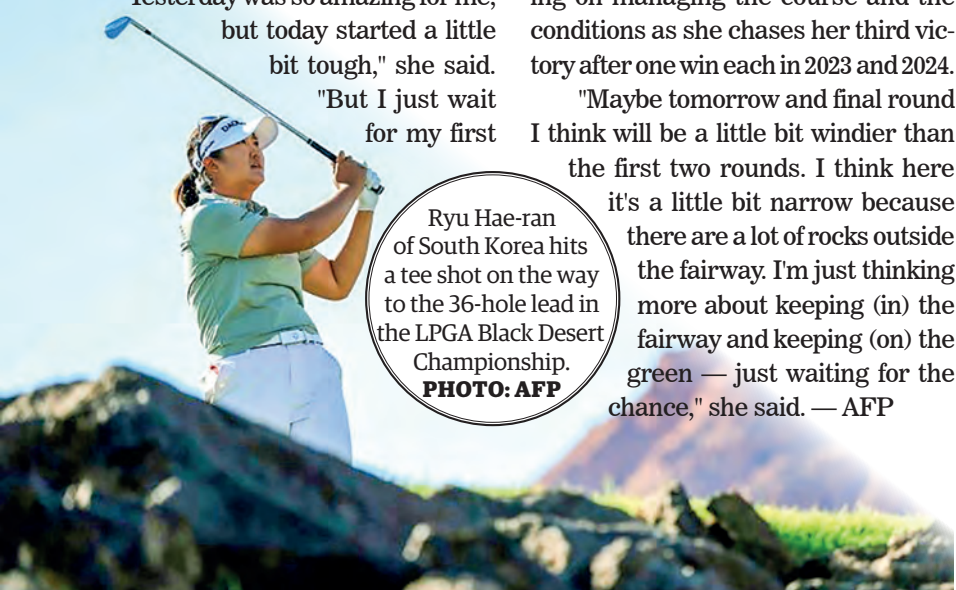 Yesterday was so amazing for me,
but today started a little
bit tough," she said.
"But I just wait
for my first
ing on managing the course and the
conditions as she chases her third vic-
tory after one win each in 2023 and 2024.
"Maybe tomorrow and final round
I think will be a little bit windier than
the first two rounds. I think here
it's a little bit narrow because
there are a lot of rocks outside
the fairway. I'm just thinking
more about keeping (in) the
fairway and keeping (on) the
green — just waiting for the
chance," she said. — AFP
Ryu Hae-ran
of South Korea hits
a tee shot on the way
to the 36-hole lead in
the LPGA Black Desert
Championship.
PHOTO: AFP